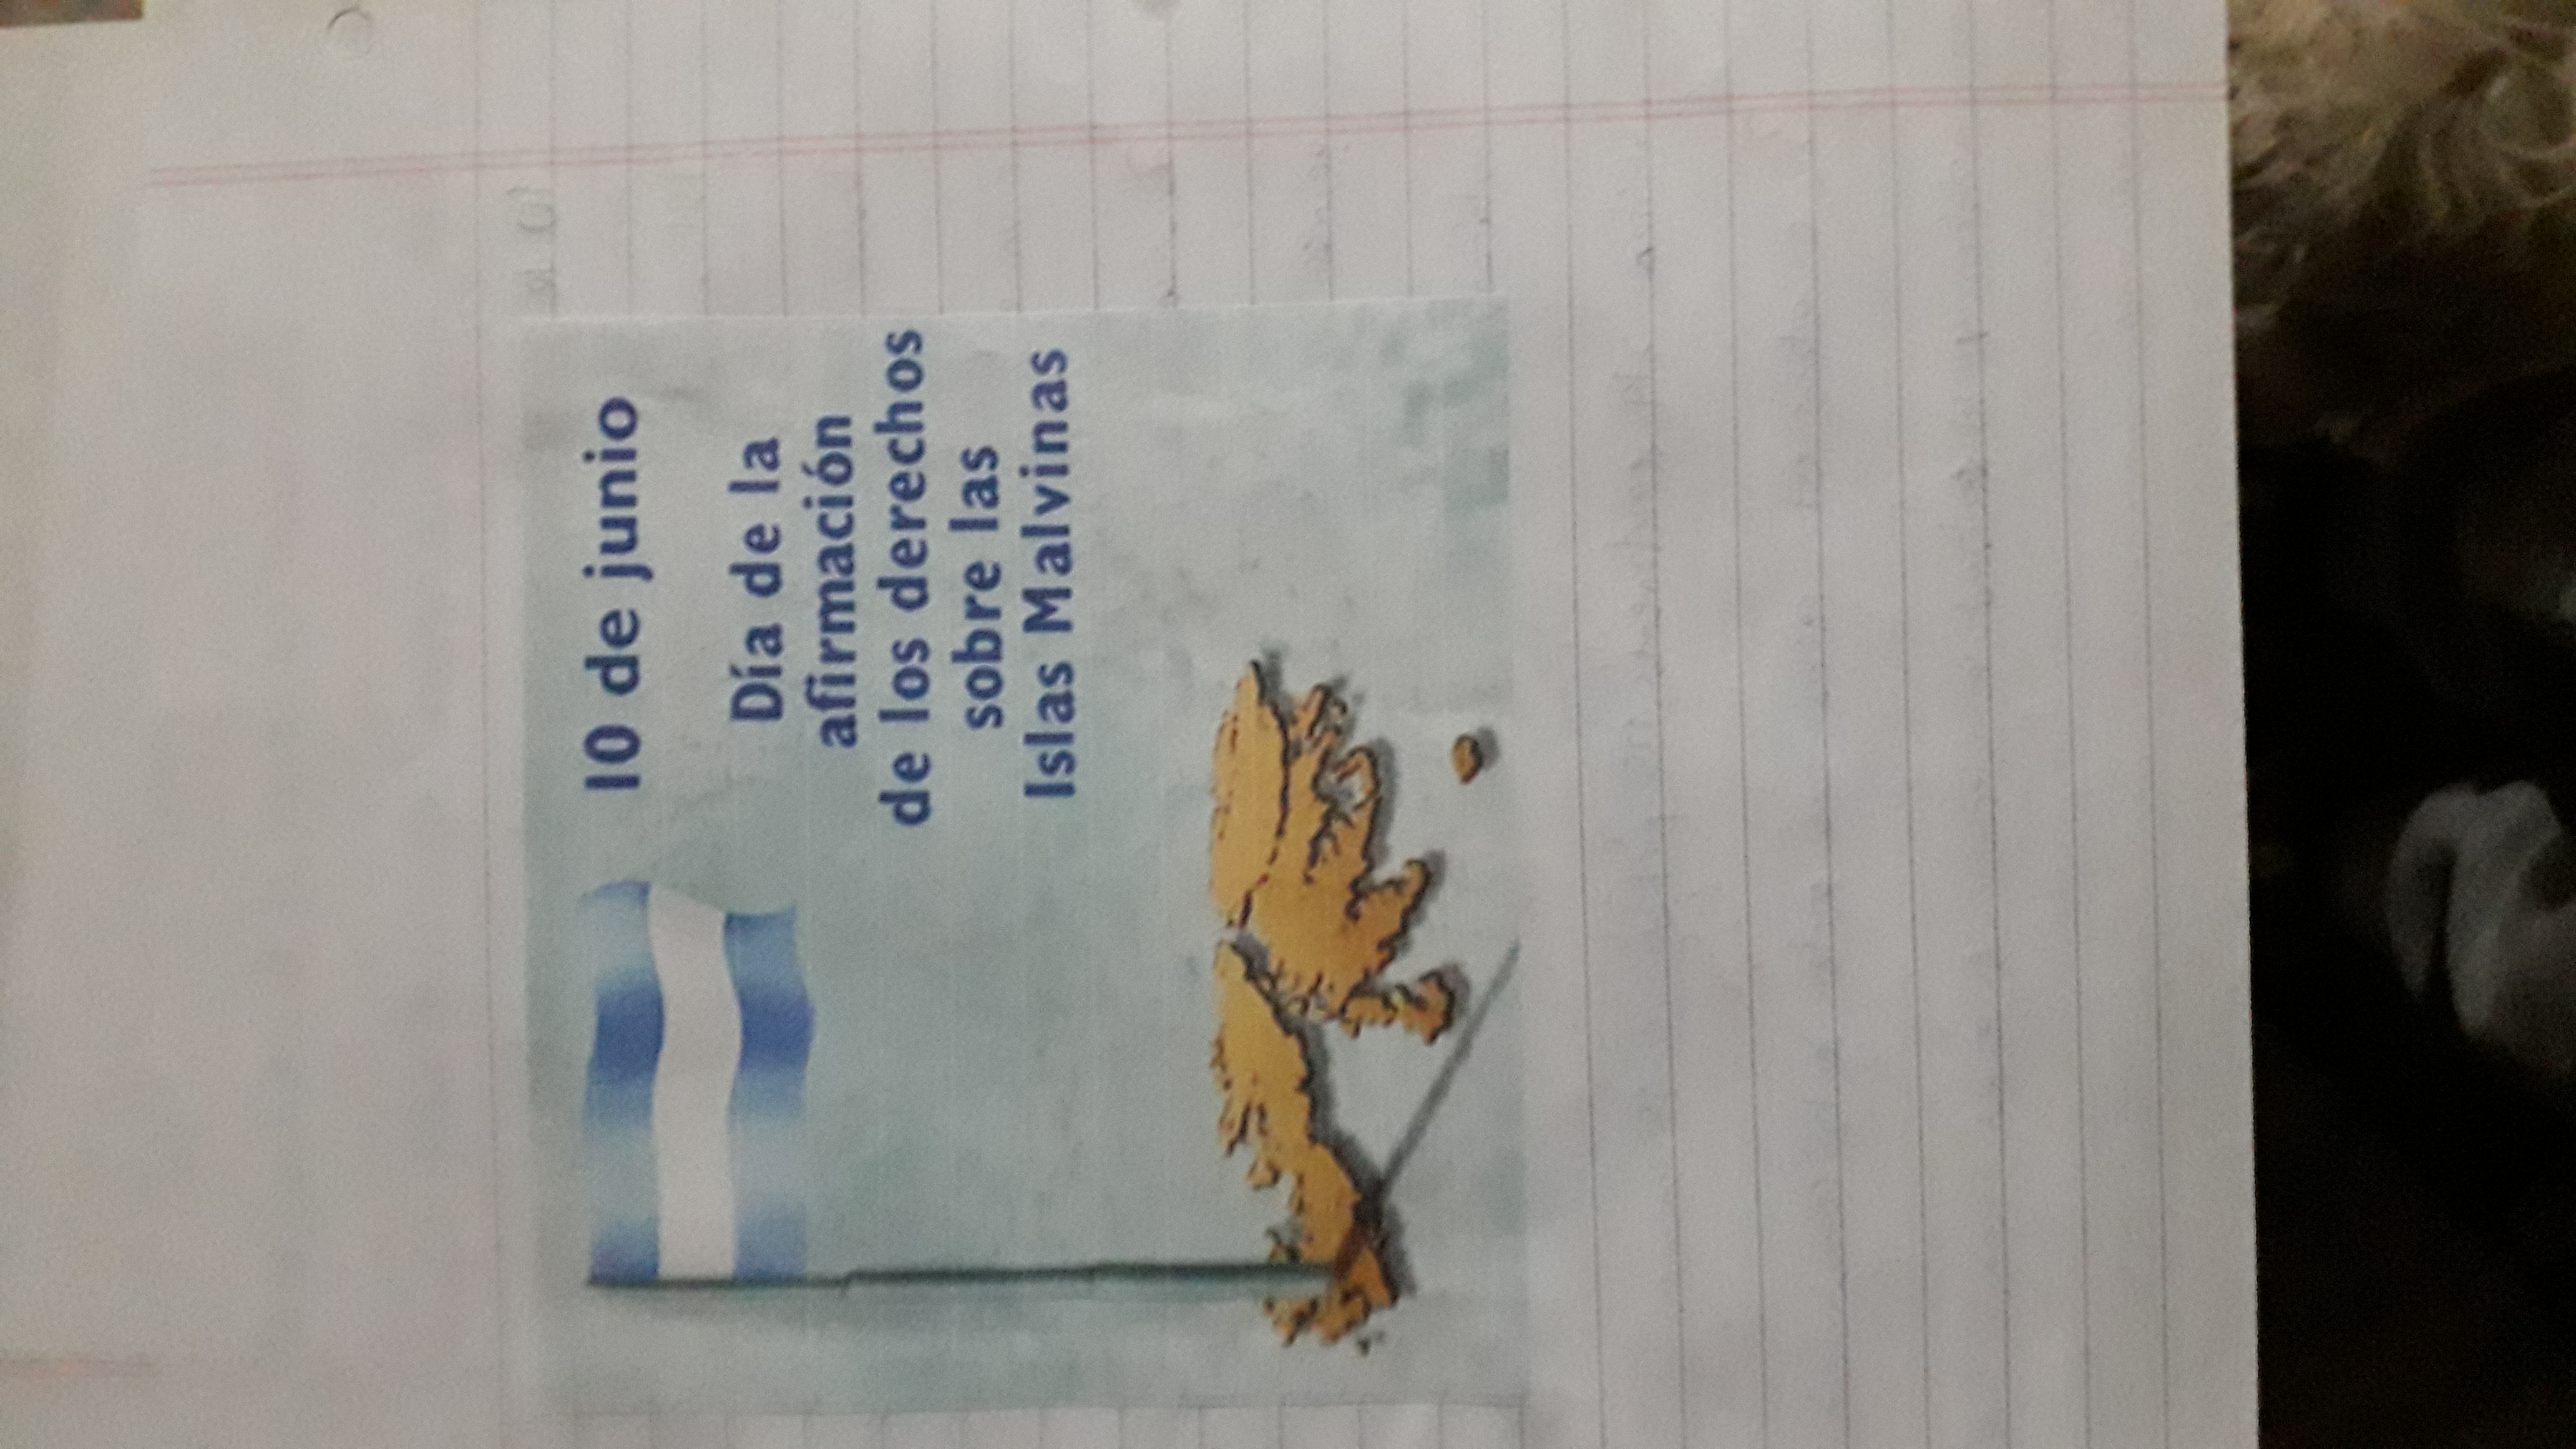 10 de junio
Día de la
afirmación
de los derechos
sobre las
Islas Malvinas